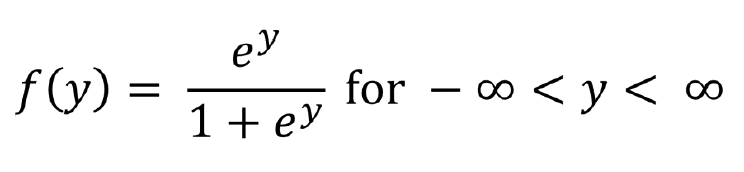 f(y) = e^y / (1 + e^y) for − ∞ < y < ∞